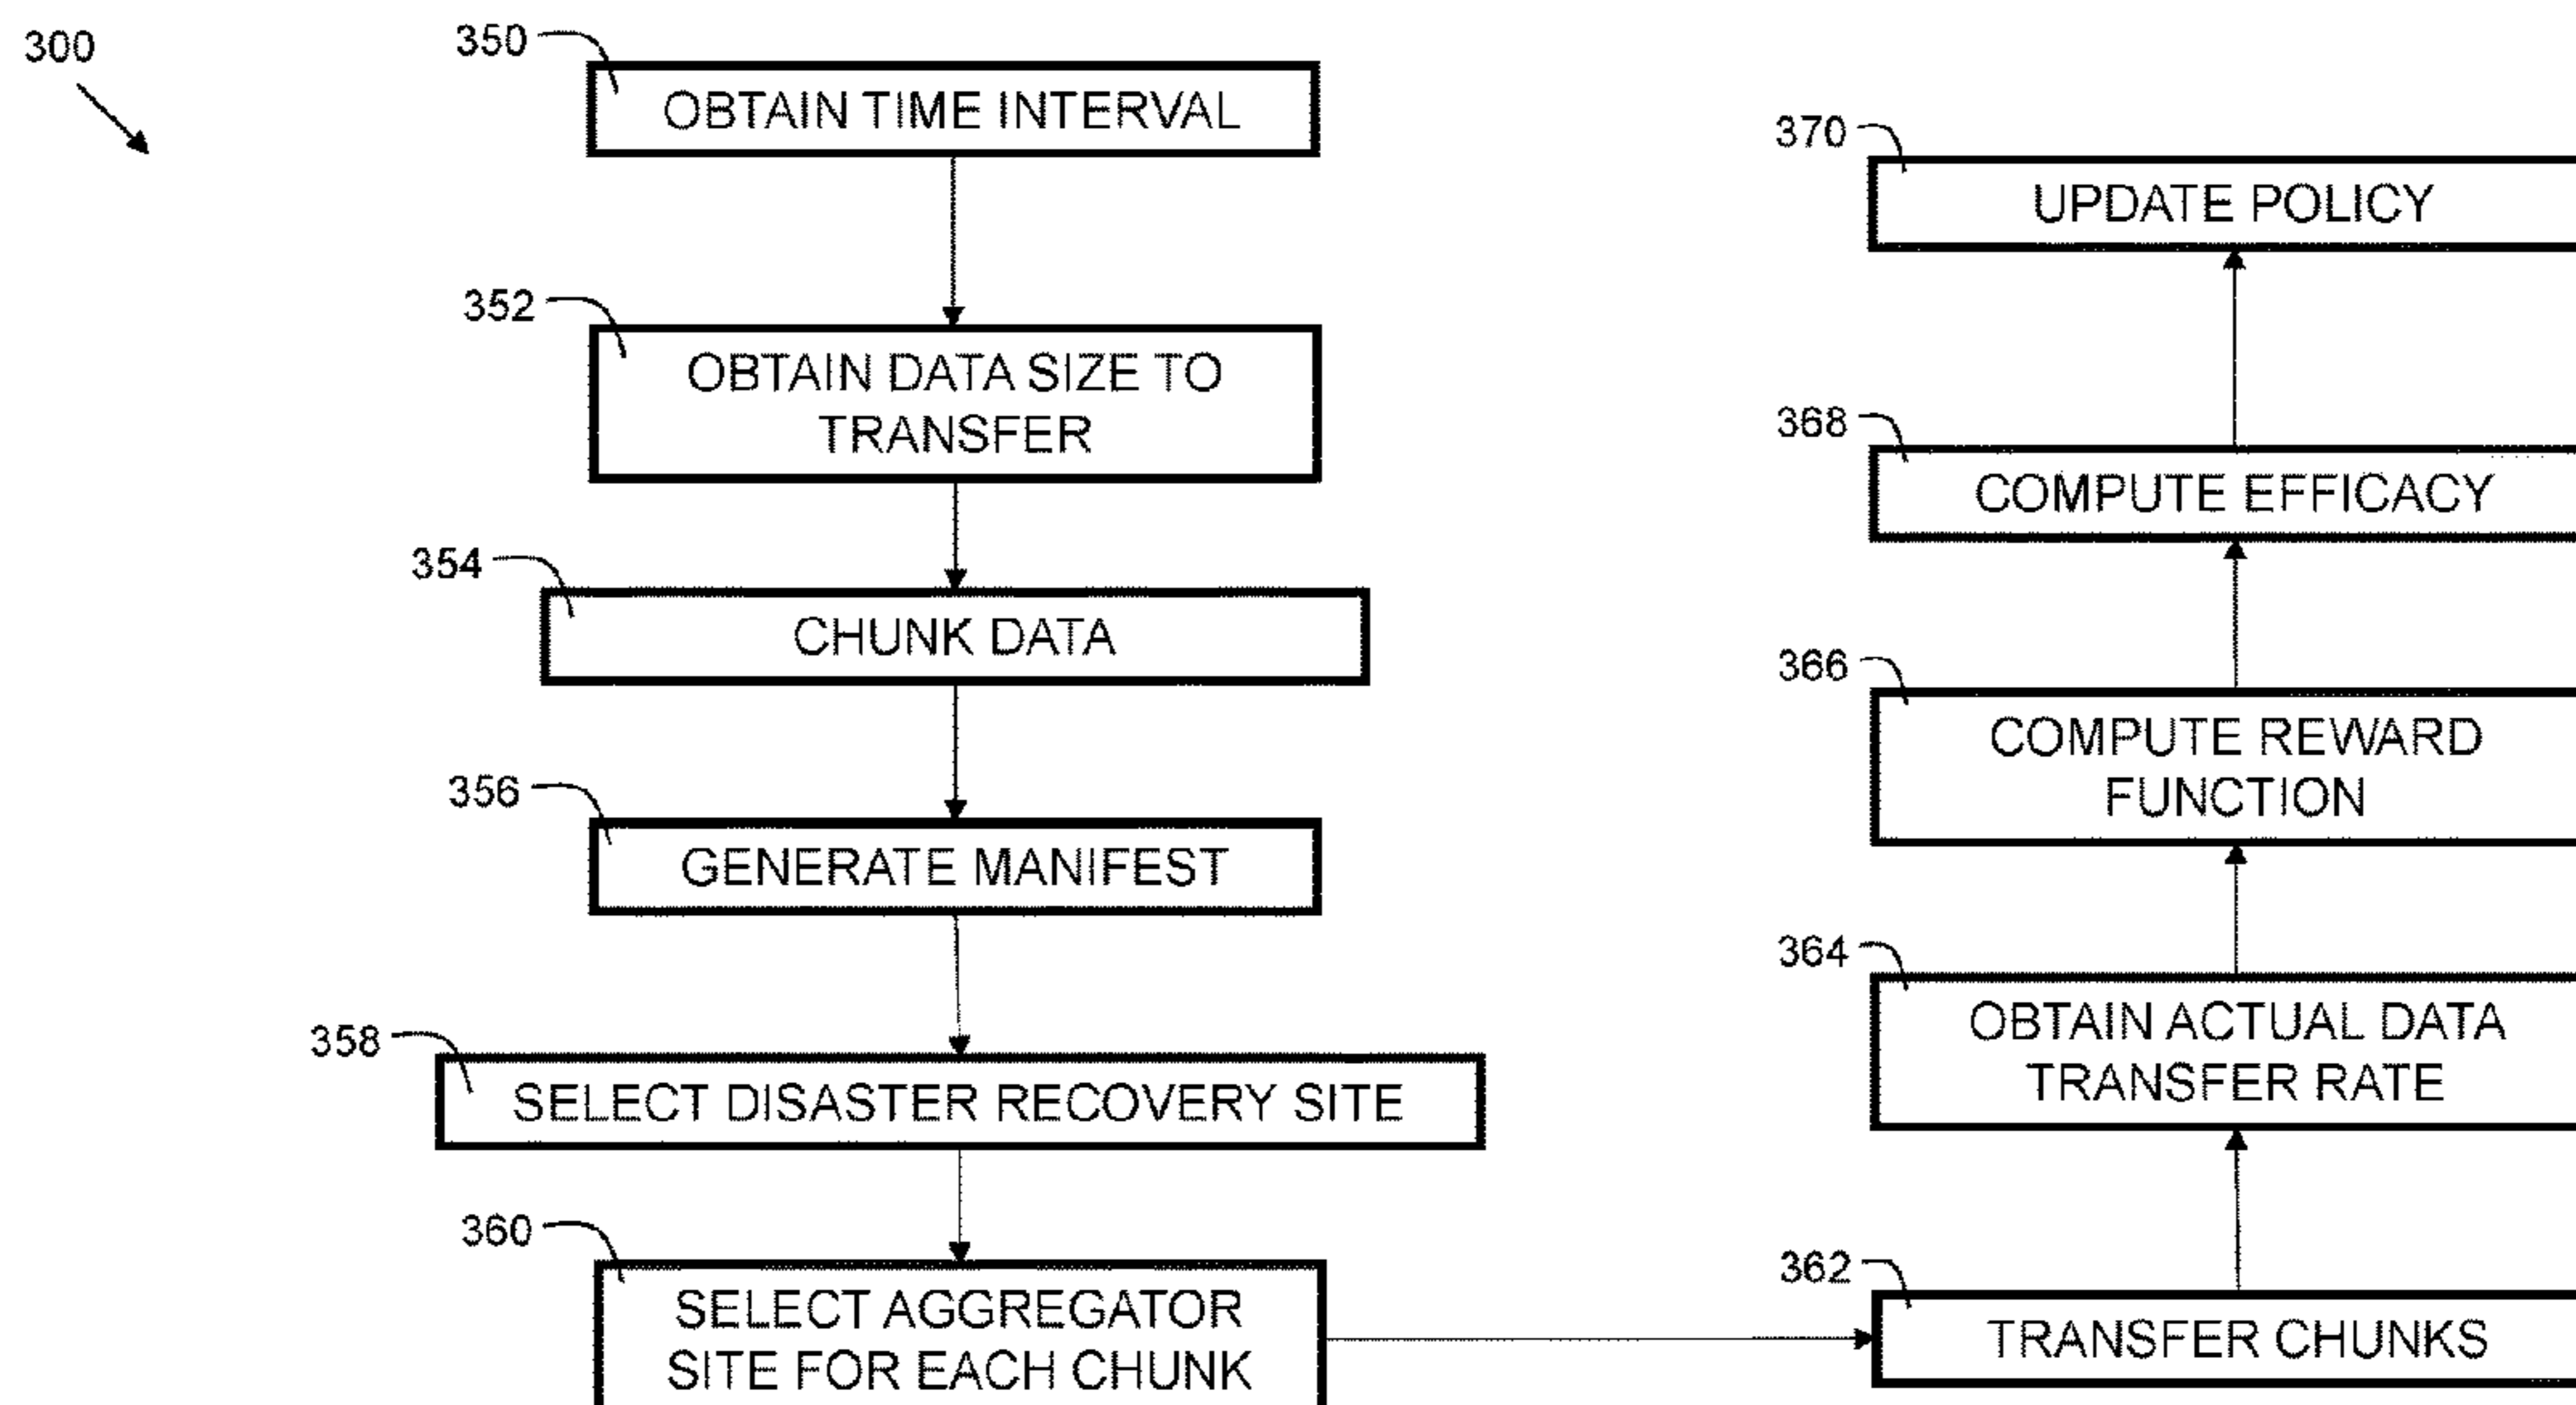 300
350
OBTAIN TIME INTERVAL
352
OBTAIN DATA SIZE TO
TRANSFER
354
CHUNK DATA
356
GENERATE MANIFEST
358
SELECT DISASTER RECOVERY SITE
360
SELECT AGGREGATOR
SITE FOR EACH CHUNK
370
UPDATE POLICY
368
COMPUTE EFFICACY
366
COMPUTE REWARD
FUNCTION
364
OBTAIN ACTUAL DATA
TRANSFER RATE
362
TRANSFER CHUNKS